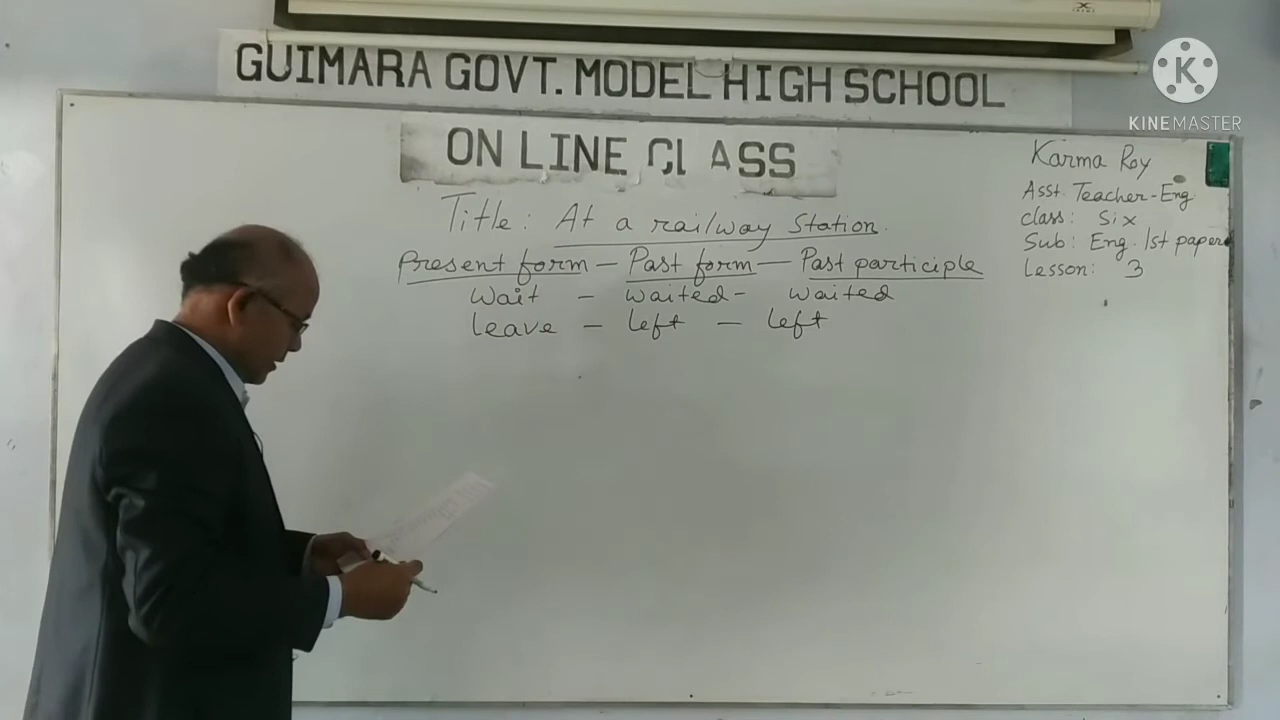 GUIMARA GOVT. MODEL HIGH SCHOOL
ON LINE CLASS
Title: At a railway Station.
Present form - Past form - Past participle
Wait - waited - waited
leave - left - left
Karma Roy
Asst. Teacher-Eng
class: Six
Sub: Eng. 1st paper
Lesson: 3
K
KINEMASTER